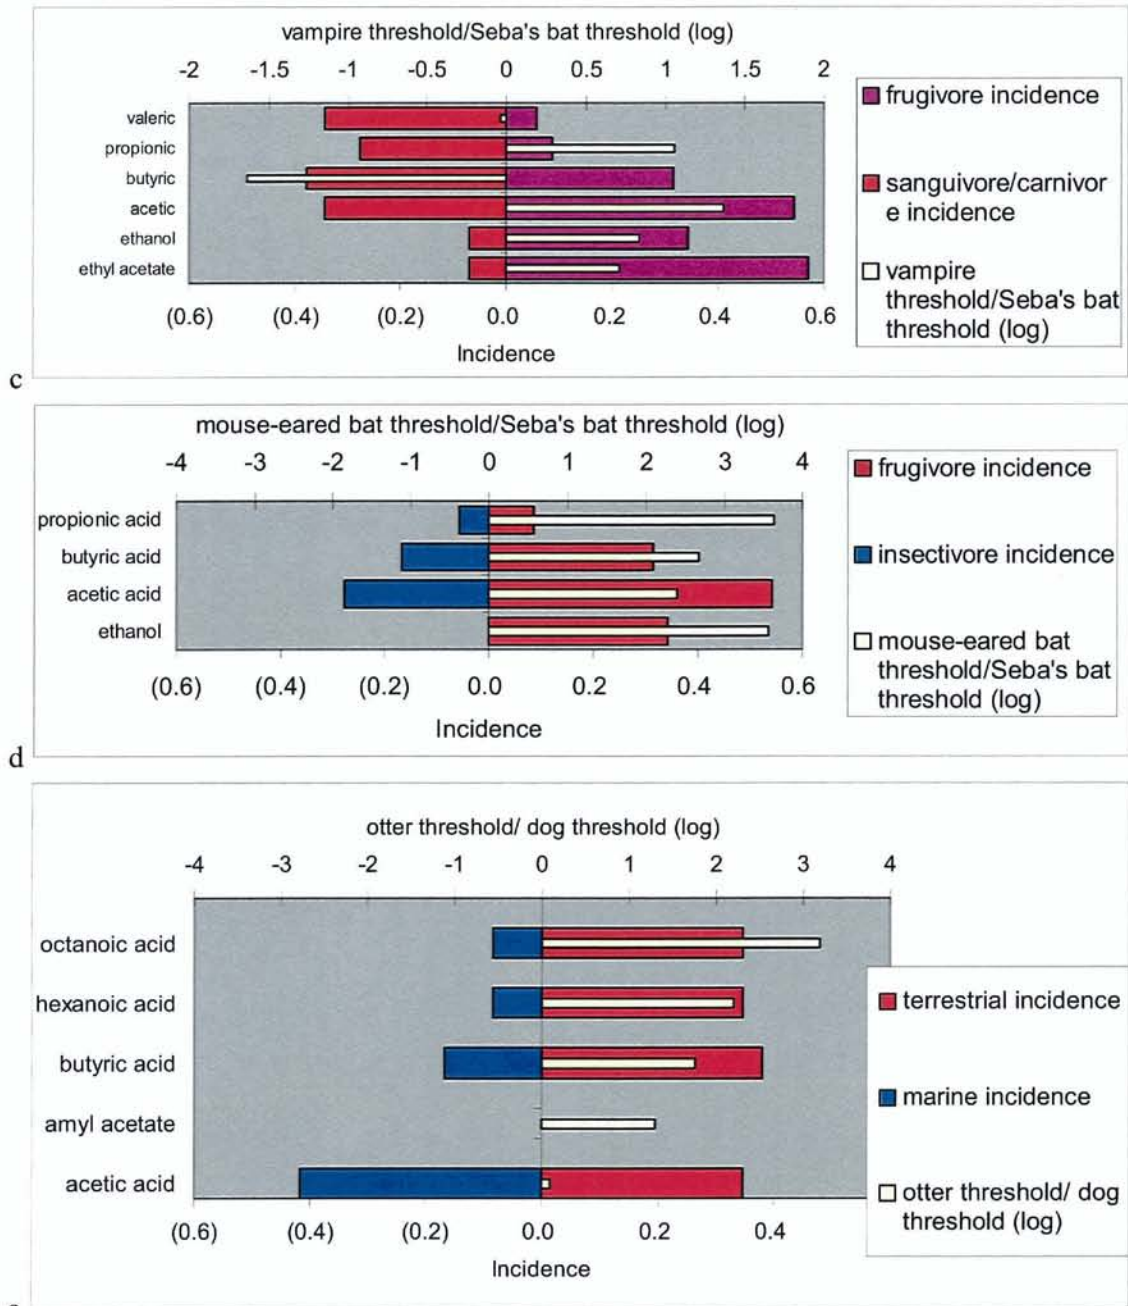 vampire threshold/Seba's bat threshold (log)
-2 -1.5 -1 -0.5 0 0.5 1 1.5 2
valeric
propionic
butyric
acetic
ethanol
ethyl acetate
(0.6) (0.4) (0.2) 0.0 0.2 0.4 0.6
Incidence
frugivore incidence
sanguivore/carnivor
e incidence
vampire
threshold/Seba's bat
threshold (log)
c
mouse-eared bat threshold/Seba's bat threshold (log)
-4 -3 -2 -1 0 1 2 3 4
propionic acid
butyric acid
acetic acid
ethanol
(0.6) (0.4) (0.2) 0.0 0.2 0.4 0.6
Incidence
frugivore incidence
insectivore incidence
mouse-eared bat
threshold/Seba's bat
threshold (log)
d
otter threshold/ dog threshold (log)
-4 -3 -2 -1 0 1 2 3 4
octanoic acid
hexanoic acid
butyric acid
amyl acetate
acetic acid
(0.6) (0.4) (0.2) 0.0 0.2 0.4
Incidence
terrestrial incidence
marine incidence
otter threshold/ dog
threshold (log)